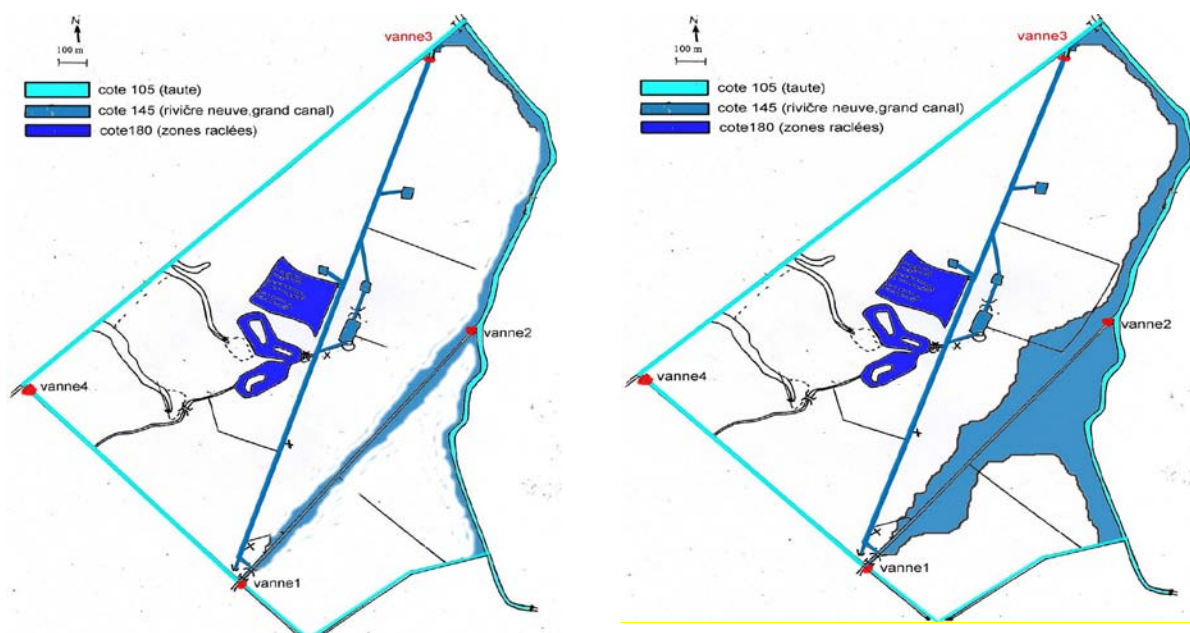 N
100 m
vanne3
cote 105 (taute)
cote 145 (rivičre neuve,grand canal)
cote180 (zones raclées)
vanne2
vanne4
vanne1
N
100 m
vanne3
cote 105 (taute)
cote 145 (rivičre neuve,grand canal)
cote180 (zones raclées)
vanne2
vanne4
vanne1